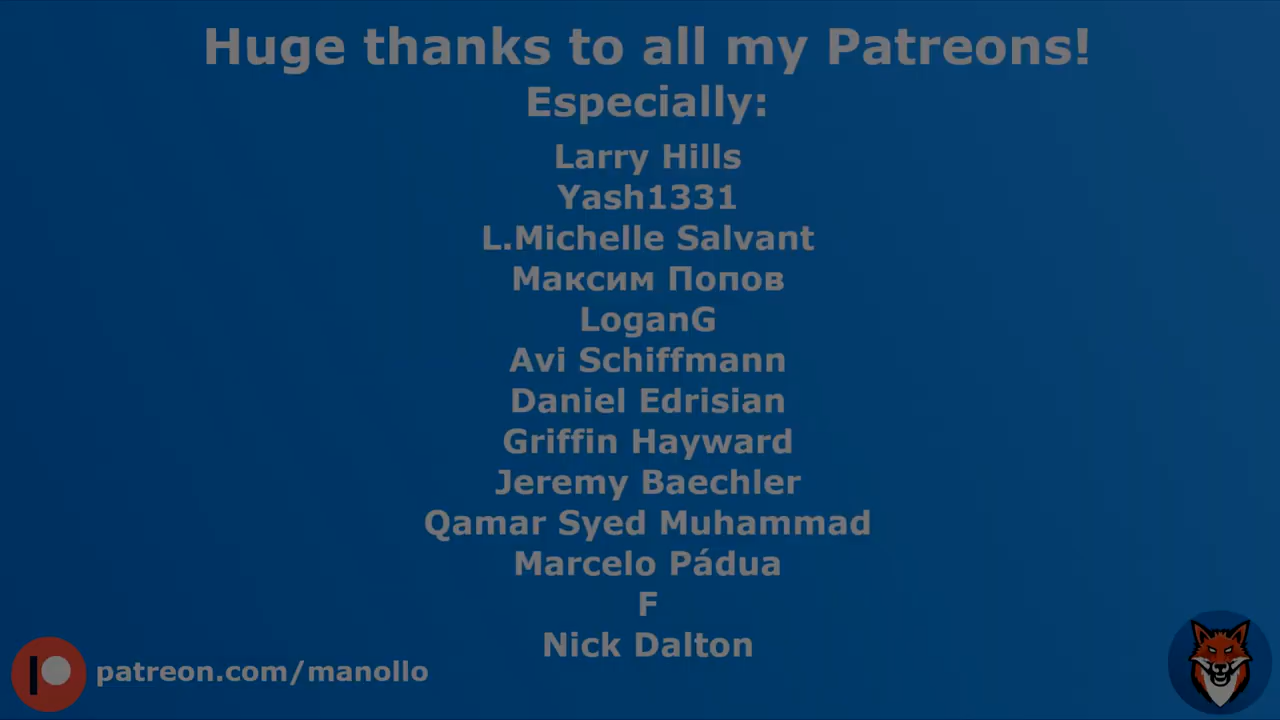 Huge thanks to all my Patreons!
Especially:
Larry Hills
Yash1331
L.Michelle Salvant
Максим Попов
LoganG
Avi Schiffmann
Daniel Edrisian
Griffin Hayward
Jeremy Baechler
Qamar Syed Muhammad
Marcelo Pádua
F
Nick Dalton
patreon.com/manollo